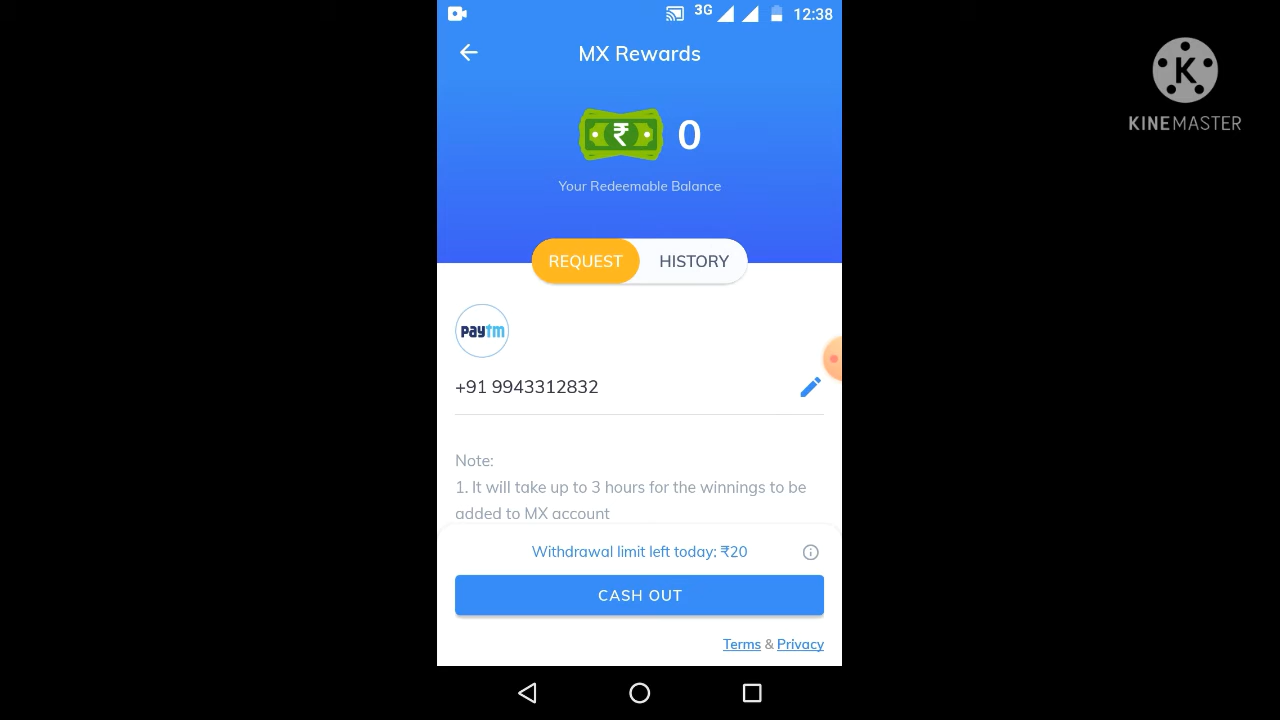 3G 12:38
MX Rewards
K
KINEMASTER
₹ 0
Your Redeemable Balance
REQUEST HISTORY
paytm
+91 9943312832
Note:
1. It will take up to 3 hours for the winnings to be
added to MX account
Withdrawal limit left today: ₹20
CASH OUT
Terms & Privacy